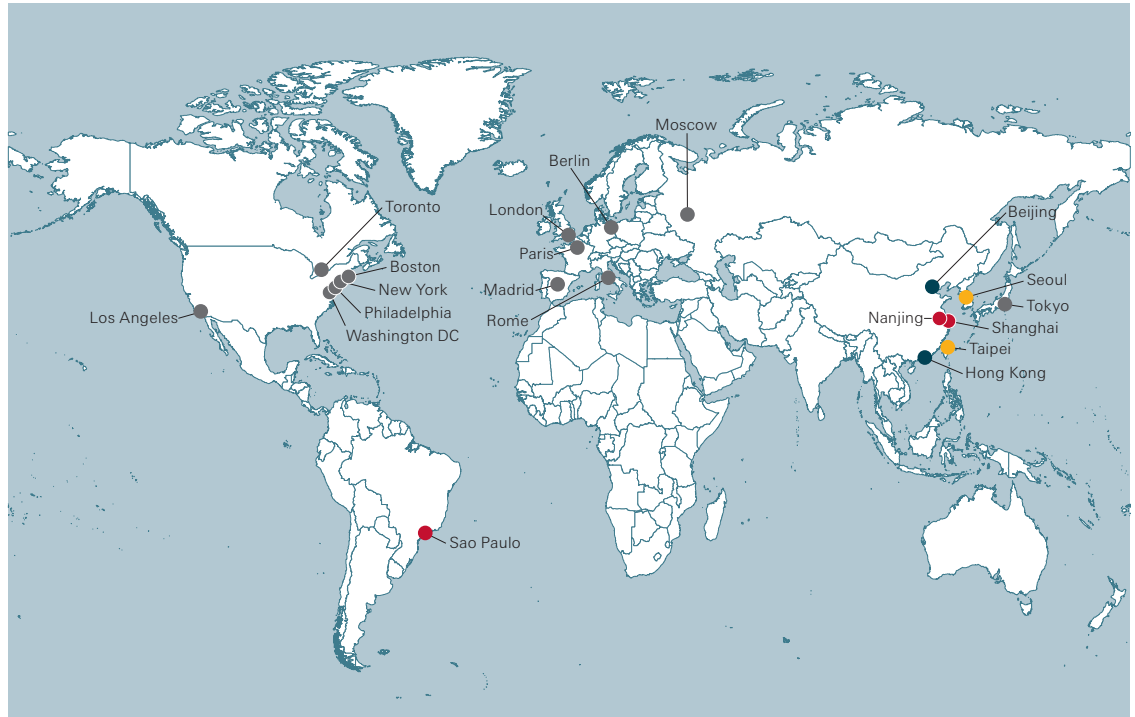 Moscow
Berlin
Toronto
London
Beijing
Paris
Boston
Seoul
New York
Madrid
Tokyo
Philadelphia
Los Angeles
Nanjing
Rome
Shanghai
Washington DC
Taipei
Hong Kong
Sao Paulo